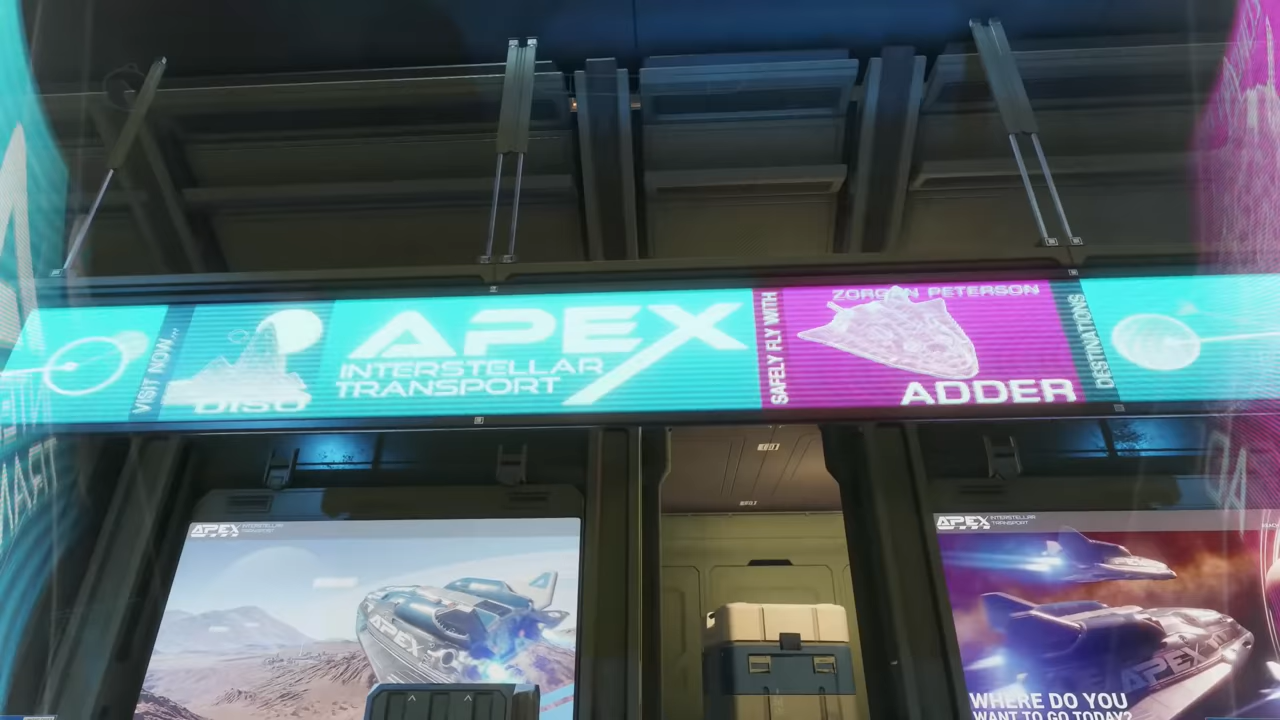 VISIT NOW...
DISO
APEX
INTERSTELLAR
TRANSPORT
SAFELY FLY WITH
ZORGON PETERSON
ADDER
DESTINATIONS
APEX INTERSTELLAR
TRANSPORT
APEX
APEX INTERSTELLAR
TRANSPORT
APEX
WHERE DO YOU
WANT TO GO TODAY?